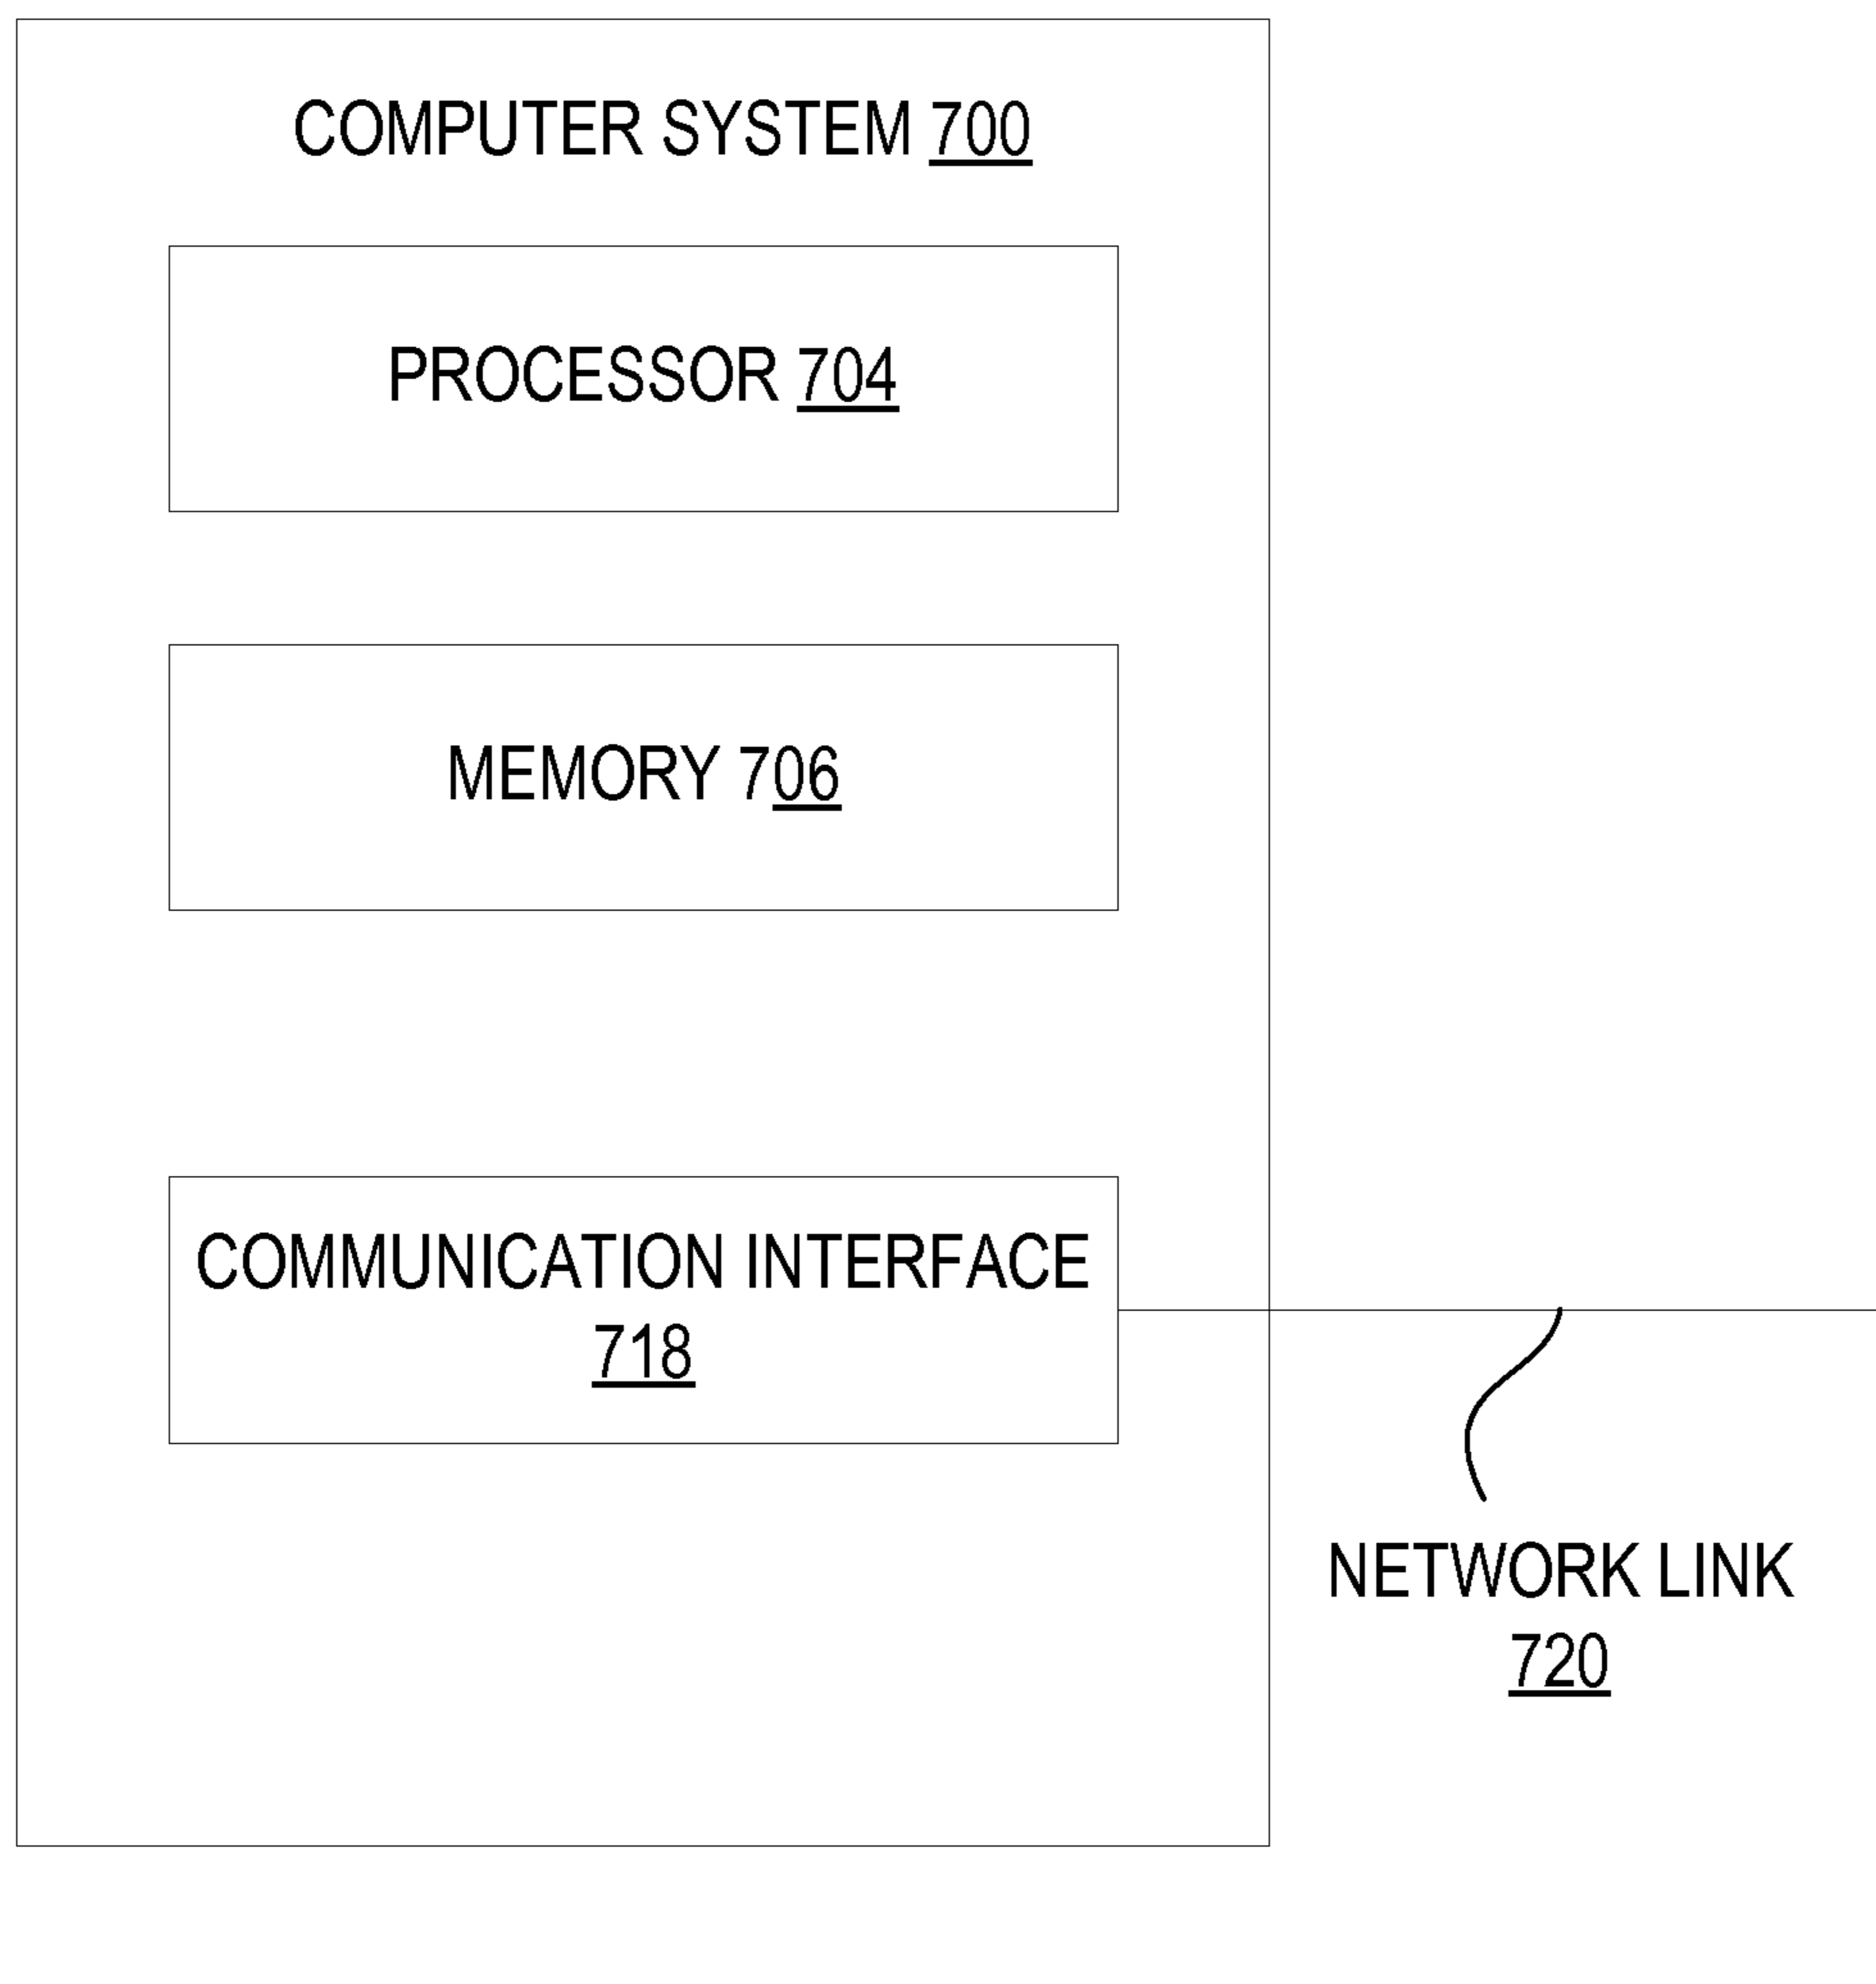 COMPUTER SYSTEM 700
PROCESSOR 704
MEMORY 706
COMMUNICATION INTERFACE
718
NETWORK LINK
720